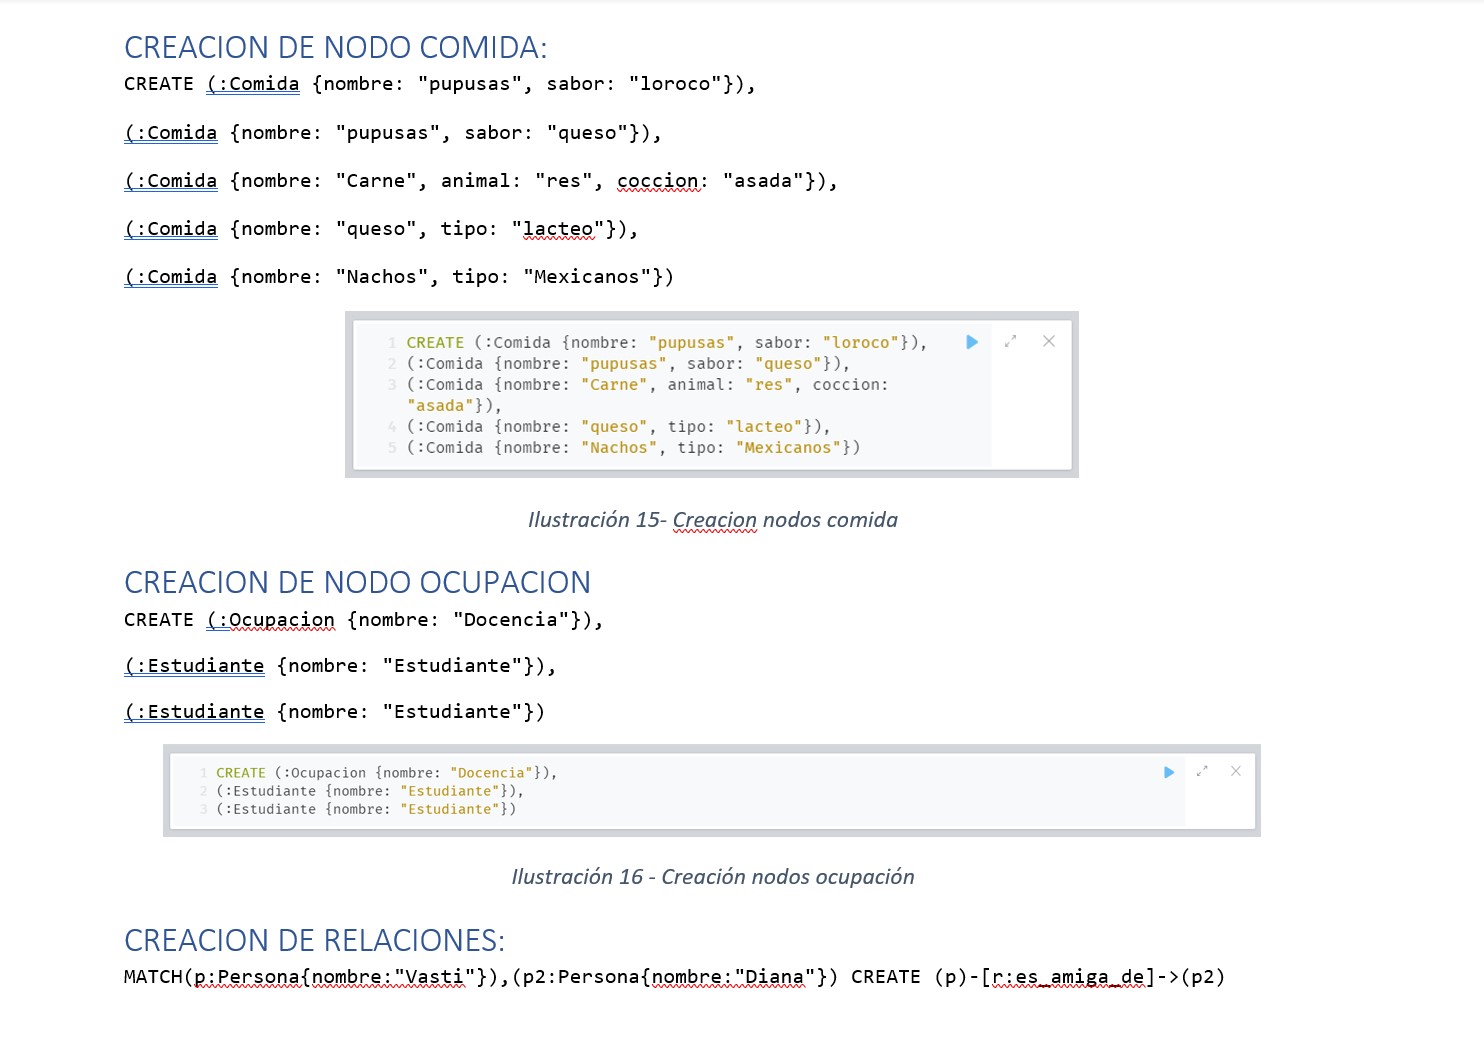 CREACION DE NODO COMIDA:
CREATE (:Comida {nombre: "pupusas", sabor: "loroco"}),
(:Comida {nombre: "pupusas", sabor: "queso"}),
(:Comida {nombre: "Carne", animal: "res", coccion: "asada"}),
(:Comida {nombre: "queso", tipo: "lacteo"}),
(:Comida {nombre: "Nachos", tipo: "Mexicanos"})
1 CREATE (:Comida {nombre: "pupusas", sabor: "loroco"}),
2 (:Comida {nombre: "pupusas", sabor: "queso"}),
3 (:Comida {nombre: "Carne", animal: "res", coccion:
"asada"}),
4 (:Comida {nombre: "queso", tipo: "lacteo"}),
5 (:Comida {nombre: "Nachos", tipo: "Mexicanos"})
Ilustración 15- Creacion nodos comida
CREACION DE NODO OCUPACION
CREATE (:Ocupacion {nombre: "Docencia"}),
(:Estudiante {nombre: "Estudiante"}),
(:Estudiante {nombre: "Estudiante"})
1 CREATE (:Ocupacion {nombre: "Docencia"}),
2 (:Estudiante {nombre: "Estudiante"}),
3 (:Estudiante {nombre: "Estudiante"})
Ilustración 16 - Creación nodos ocupación
CREACION DE RELACIONES:
MATCH(p:Persona{nombre:"Vasti"}),(p2:Persona{nombre:"Diana"}) CREATE (p)-[r:es_amiga_de]->(p2)